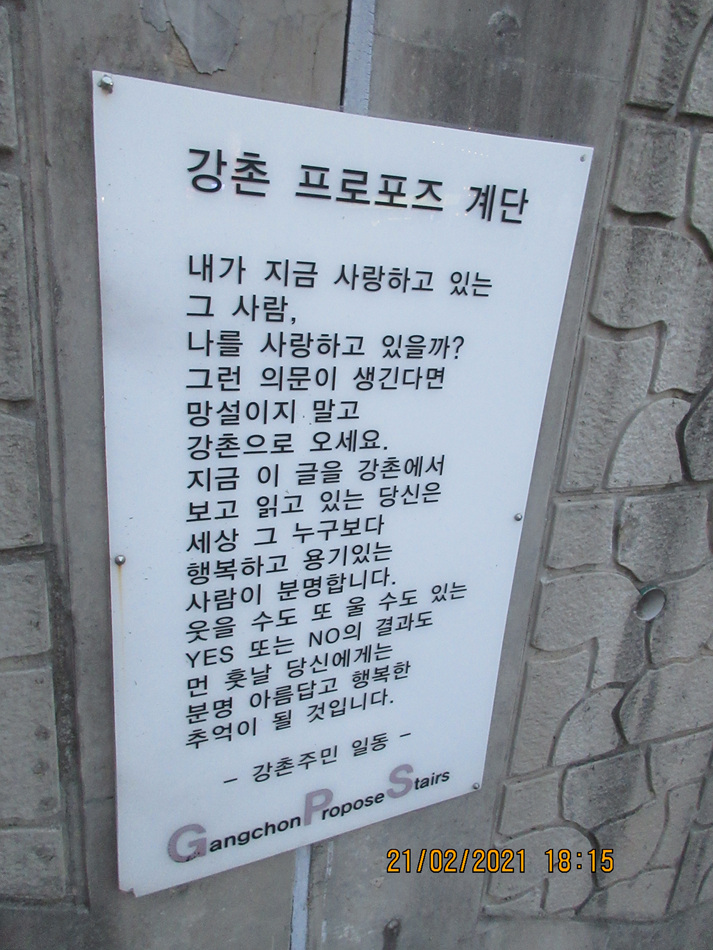 강촌 프로포즈 계단
내가 지금 사랑하고 있는
그 사람,
나를 사랑하고 있을까?
그런 의문이 생긴다면
망설이지 말고
강촌으로 오세요.
지금 이 글을 강촌에서
보고 읽고 있는 당신은
세상 그 누구보다
행복하고 용기있는
사람이 분명합니다.
웃을 수도 또 울 수도 있는
YES 또는 NO의 결과도
먼 훗날 당신에게는
분명 아름답고 행복한
추억이 될 것입니다.
– 강촌주민 일동 –
Gangchon Propose Stairs
21/02/2021 18:15